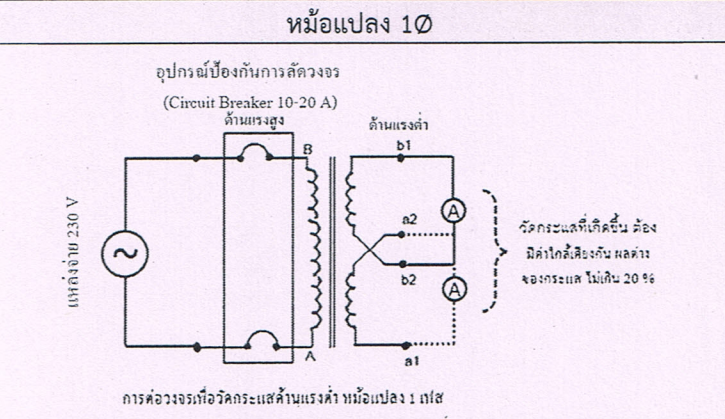 หม้อแปลง 1Ø
อุปกรณ์ป้องกันการลัดวงจร
(Circuit Breaker 10-20 A)
ด้านแรงสูง
ด้านแรงต่ำ
B
b1
A
a2
แหล่งจ่าย 230 V
b2
A
A
a1
วัดกระแสที่เกิดขึ้น ต้อง
มีค่าใกล้เคียงกัน ผลต่าง
ของกระแส ไม่เกิน 20 %
การต่อวงจรเพื่อวัดกระแสด้านแรงต่ำ หม้อแปลง 1 เฟส